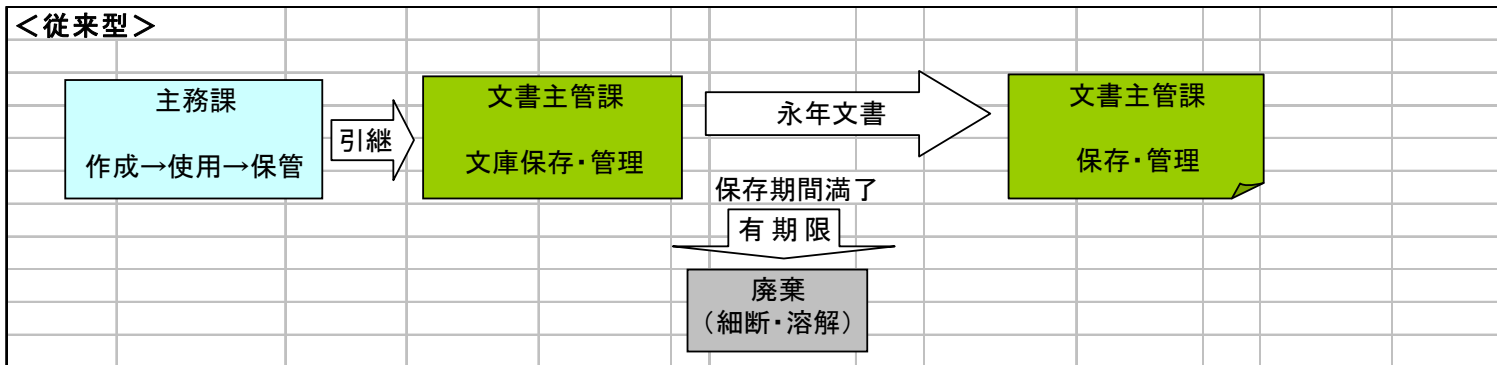 ＜従来型＞
主務課
作成→使用→保管
引継
文書主管課
文庫保存・管理
永年文書
文書主管課
保存・管理
保存期間満了
有期限
廃棄
（細断・溶解）